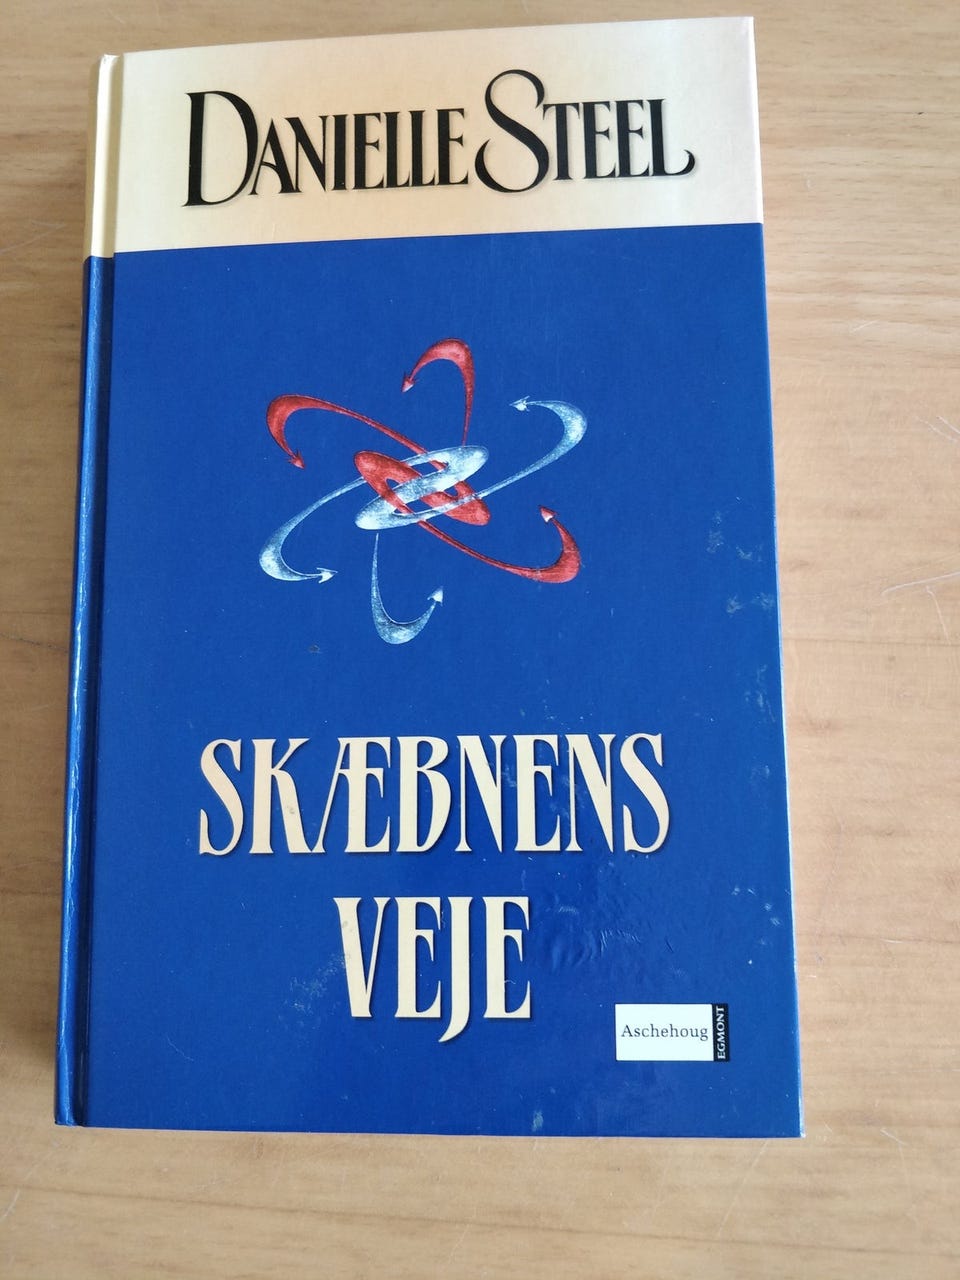 DANIELLE STEEL
SKÆBNENS
VEJE
Aschehoug
EGMONT